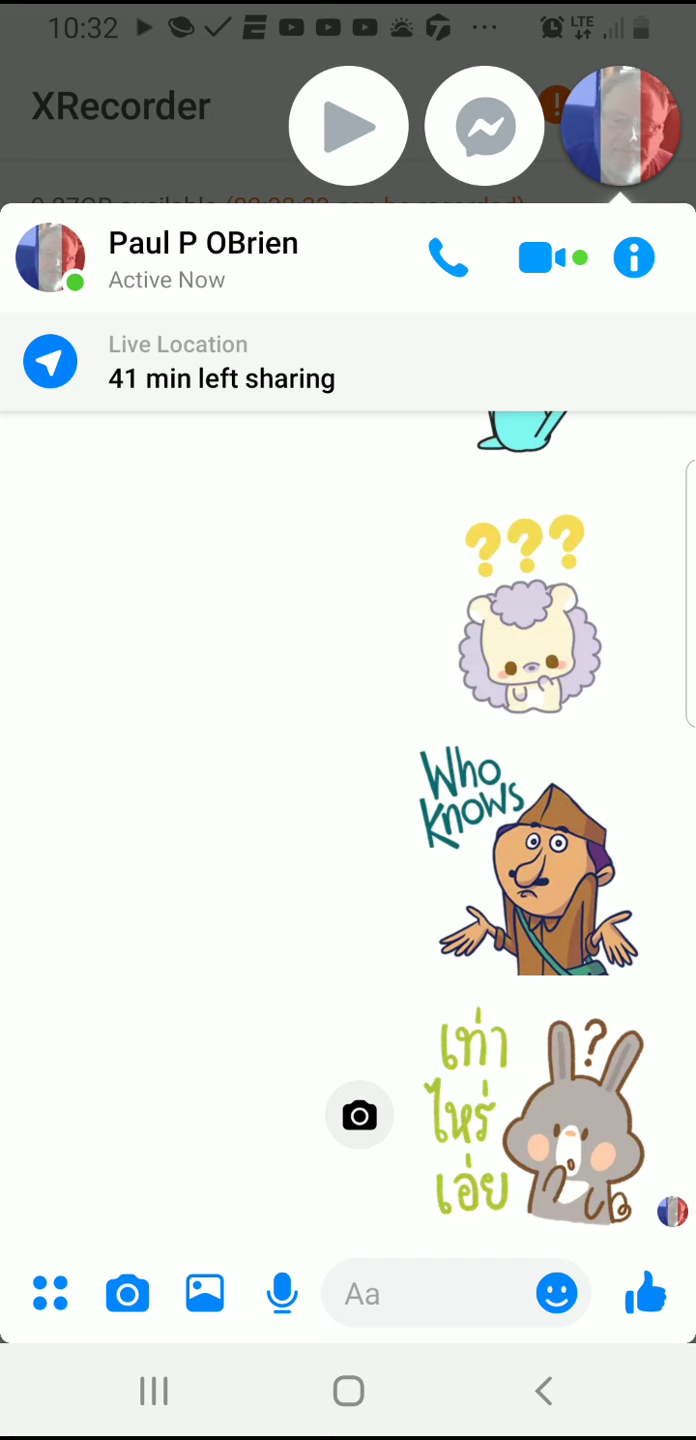 10:32
LTE
XRecorder
Paul P OBrien
Active Now
Live Location
41 min left sharing
???
Who
Knows
?
เท่า
ไหร่
เอ่ย
Aa